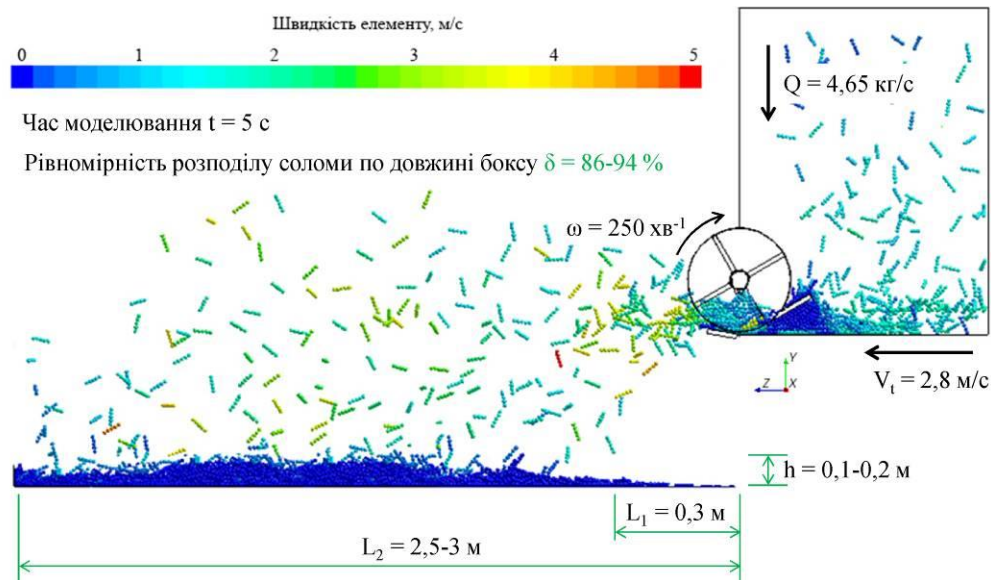 Швидкість елементу, м/с
0 1 2 3 4 5
Час моделювання t = 5 с
Рівномірність розподілу соломи по довжині боксу δ = 86-94 %
Q = 4,65 кг/с
ω = 250 хв⁻¹
Y
Z X
Vₜ = 2,8 м/с
h = 0,1-0,2 м
L₁ = 0,3 м
L₂ = 2,5-3 м